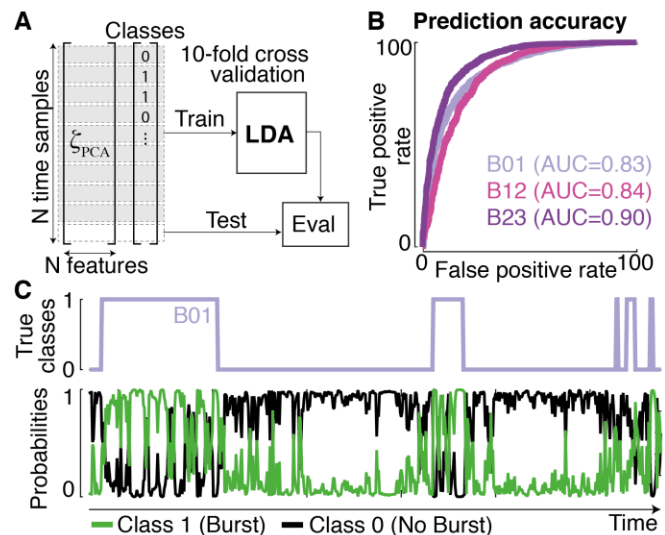 A
Classes
N time samples
ζPCA
0
1
1
0
⋮
N features
10-fold cross
validation
Train
LDA
Test
Eval
B
Prediction accuracy
True positive
rate
100
0
B01 (AUC=0.83)
B12 (AUC=0.84)
B23 (AUC=0.90)
0
100
False positive rate
C
True
classes
1
0
B01
Probabilities
1
0
Time
Class 1 (Burst)
Class 0 (No Burst)